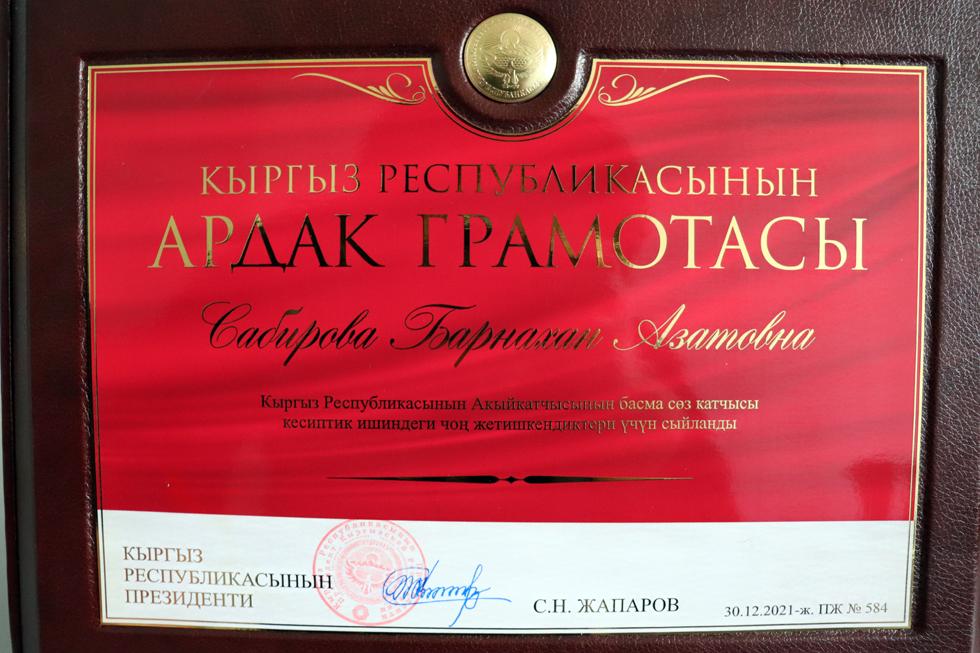 КЫРГЫЗ РЕСПУБЛИКАСЫНЫН
АРДАК ГРАМОТАСЫ
Сабирова Барнахан Азатовна
Кыргыз Республикасынын Акыйкатчысынын басма сөз катчысы
кесиптик ишиндеги чоң жетишкендиктери үчүн сыйланды
КЫРГЫЗ
РЕСПУБЛИКАСЫНЫН
ПРЕЗИДЕНТИ
С.Н. ЖАПАРОВ
30.12.2021-ж. ПЖ № 584